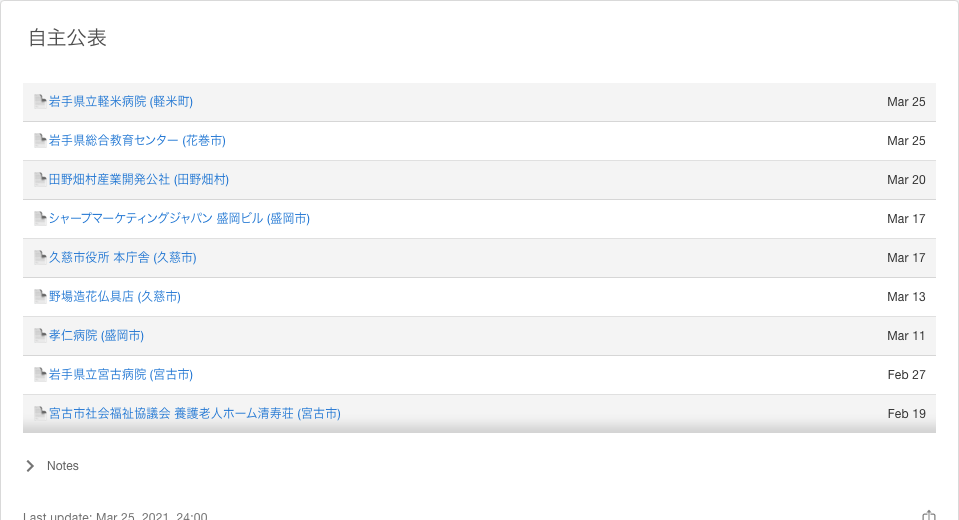 自主公表
岩手県立軽米病院 (軽米町) Mar 25
岩手県総合教育センター (花巻市) Mar 25
田野畑村産業開発公社 (田野畑村) Mar 20
シャープマーケティングジャパン 盛岡ビル (盛岡市) Mar 17
久慈市役所 本庁舎 (久慈市) Mar 17
野場造花仏具店 (久慈市) Mar 13
孝仁病院 (盛岡市) Mar 11
岩手県立宮古病院 (宮古市) Feb 27
宮古市社会福祉協議会 養護老人ホーム清寿荘 (宮古市) Feb 19
Notes
Last update: Mar 25, 2021, 24:00